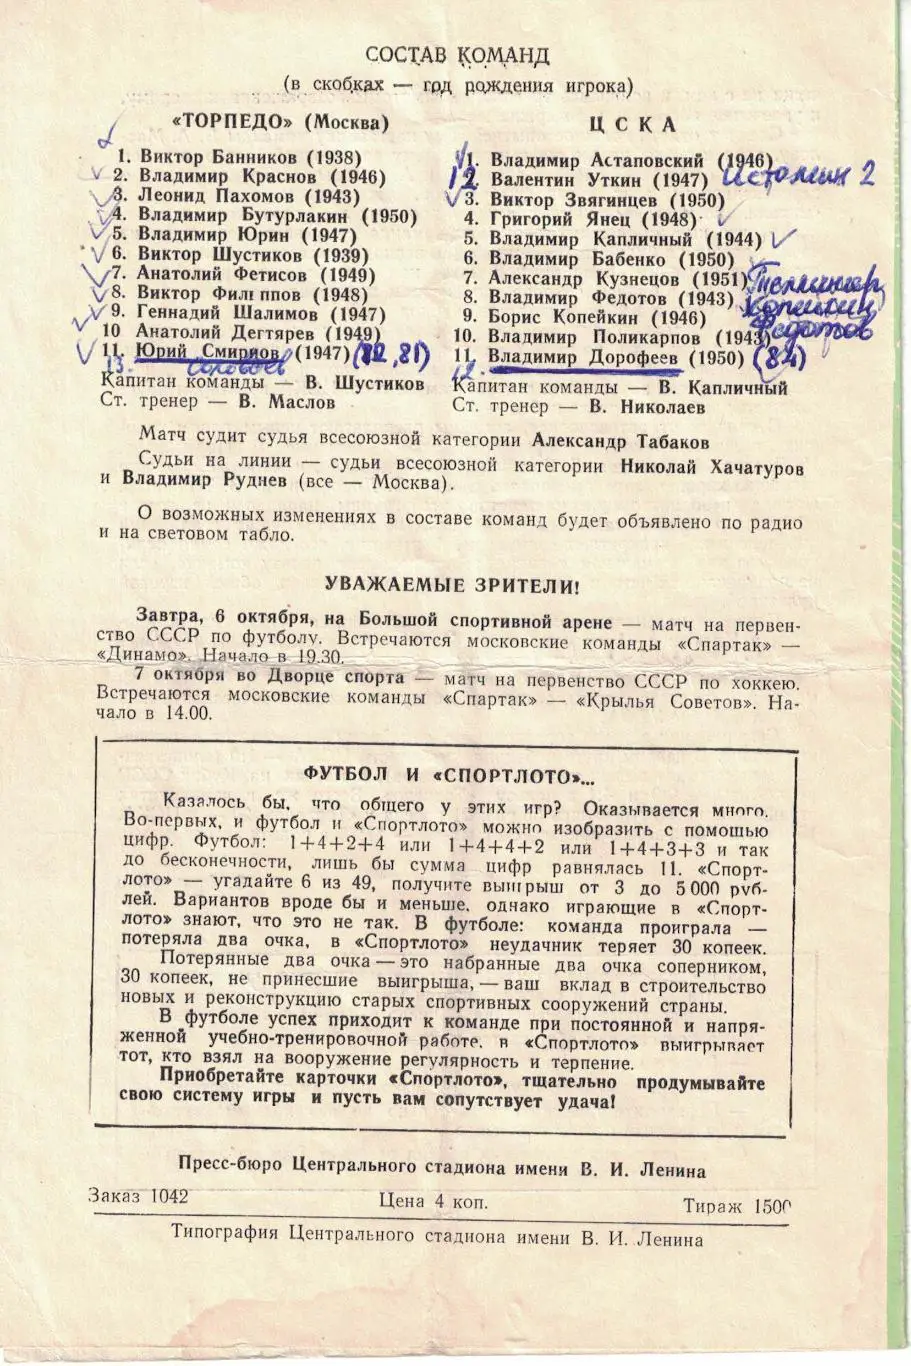 СОСТАВ КОМАНД
(в скобках — год рождения игрока)
«ТОРПЕДО» (Москва)
1. Виктор Банников (1938)
2. Владимир Краснов (1946)
3. Леонид Пахомов (1943)
4. Владимир Бутурлакин (1950)
5. Владимир Юрин (1947)
6. Виктор Шустиков (1939)
7. Анатолий Фетисов (1949)
8. Виктор Филиппов (1948)
9. Геннадий Шалимов (1947)
10 Анатолий Дегтярев (1949)
11. Юрий Смирнов (1947) (72, 81)
13.
Капитан команды — В. Шустиков
Ст. тренер — В. Маслов
ЦСКА
1. Владимир Астаповский (1946)
12 2. Валентин Уткин (1947) Истомин 2
3. Виктор Звягинцев (1950)
4. Григорий Янец (1948)
5. Владимир Капличный (1944)
6. Владимир Бабенко (1950)
7. Александр Кузнецов (1951)
8. Владимир Федотов (1943) Копейкин
9. Борис Копейкин (1946) Федотов
10. Владимир Поликарпов (1943)
11. Владимир Дорофеев (1950) (84)
Капитан команды — В. Капличный
Ст. тренер — В. Николаев
Матч судит судья всесоюзной категории Александр Табаков
Судьи на линии — судьи всесоюзной категории Николай Хачатуров
и Владимир Руднев (все — Москва).
О возможных изменениях в составе команд будет объявлено по радио
и на световом табло.
УВАЖАЕМЫЕ ЗРИТЕЛИ!
Завтра, 6 октября, на Большой спортивной арене — матч на первен-
ство СССР по футболу. Встречаются московские команды «Спартак» —
«Динамо». Начало в 19.30.
7 октября во Дворце спорта — матч на первенство СССР по хоккею.
Встречаются московские команды «Спартак» — «Крылья Советов». На-
чало в 14.00.
ФУТБОЛ И «СПОРТЛОТО»...
Казалось бы, что общего у этих игр? Оказывается много.
Во-первых, и футбол и «Спортлото» можно изобразить с помощью
цифр. Футбол: 1+4+2+4 или 1+4+4+2 или 1+4+3+3 и так
до бесконечности, лишь бы сумма цифр равнялась 11. «Спорт-
лото» — угадайте 6 из 49, получите выигрыш от 3 до 5 000 руб-
лей. Вариантов вроде бы и меньше, однако играющие в «Спорт-
лото» знают, что это не так. В футболе: команда проиграла —
потеряла два очка, в «Спортлото» неудачник теряет 30 копеек.
Потерянные два очка — это набранные два очка соперником,
30 копеек, не принесшие выигрыша, — ваш вклад в строительство
новых и реконструкцию старых спортивных сооружений страны.
В футболе успех приходит к команде при постоянной и напря-
женной учебно-тренировочной работе, в «Спортлото» выигрывает
тот, кто взял на вооружение регулярность и терпение.
Приобретайте карточки «Спортлото», тщательно продумывайте
свою систему игры и пусть вам сопутствует удача!
Пресс-бюро Центрального стадиона имени В. И. Ленина
Заказ 1042 Цена 4 коп. Тираж 1500
Типография Центрального стадиона имени В. И. Ленина